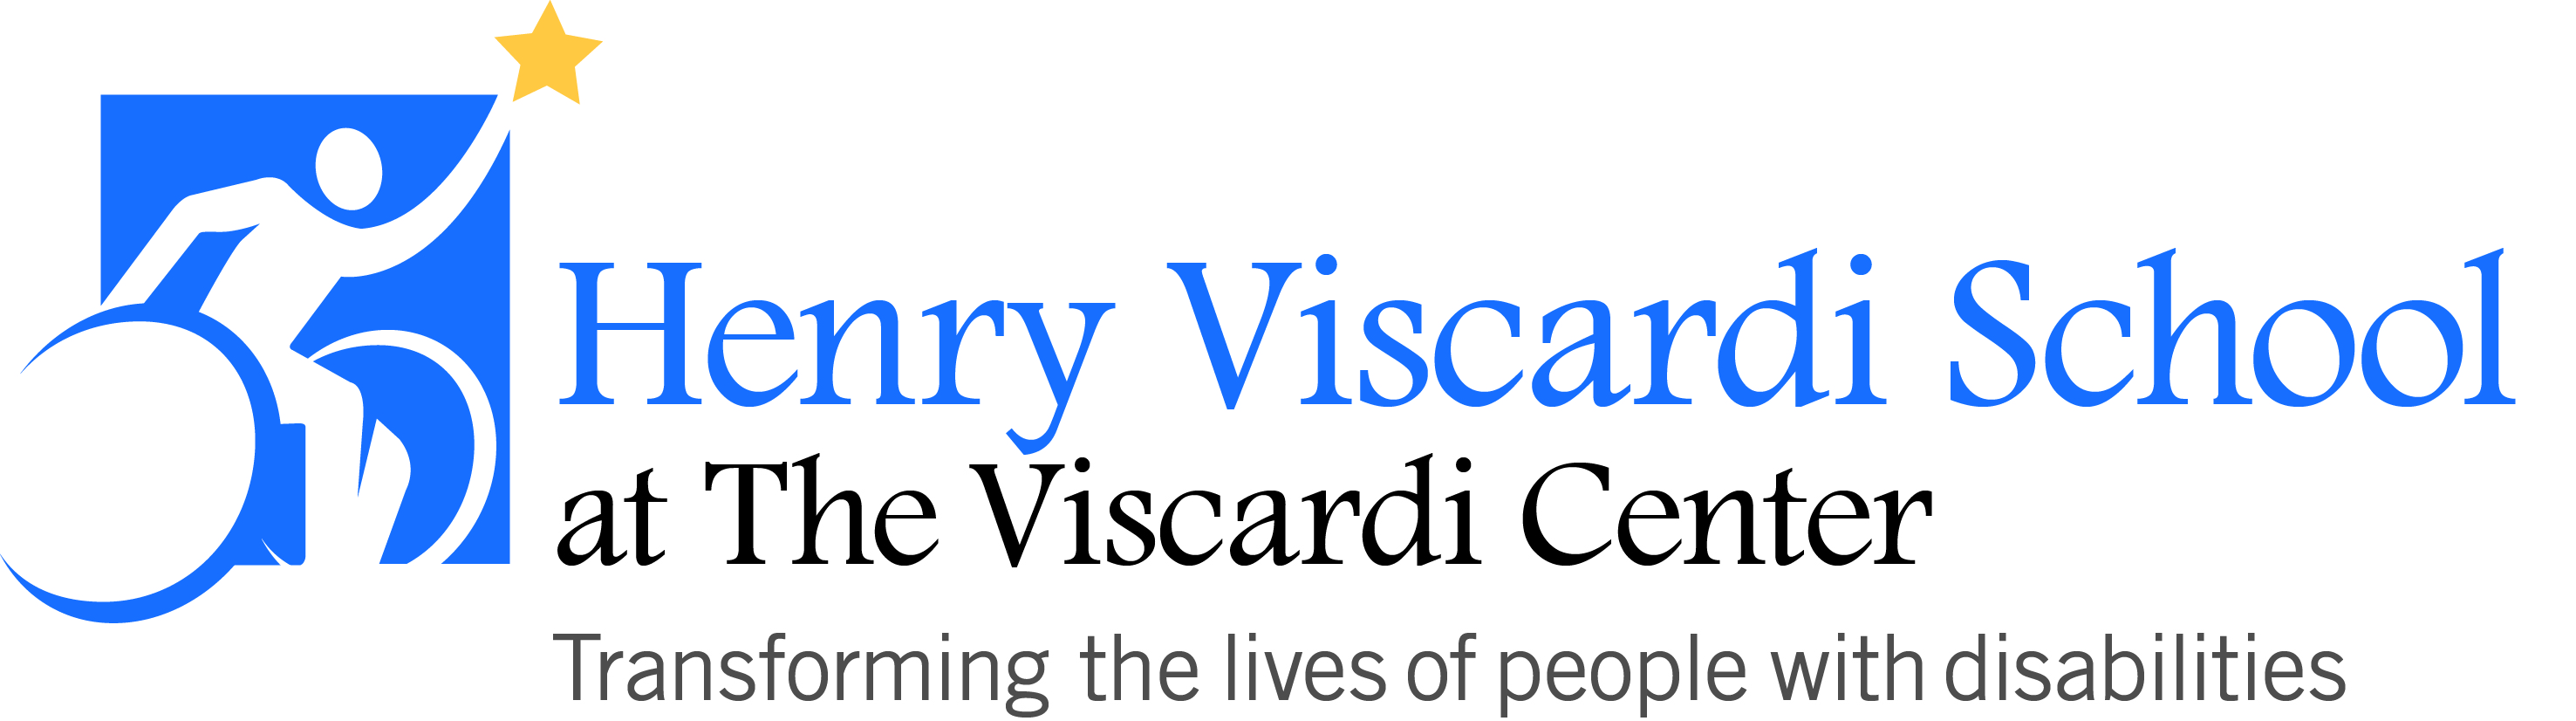 Henry Viscardi School
at The Viscardi Center
Transforming the lives of people with disabilities